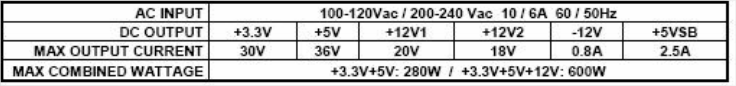 AC INPUT 100-120Vac / 200-240 Vac 10 / 6A 60 / 50Hz
DC OUTPUT +3.3V +5V +12V1 +12V2 -12V +5VSB
MAX OUTPUT CURRENT 30V 36V 20V 18V 0.8A 2.5A
MAX COMBINED WATTAGE +3.3V+5V: 280W / +3.3V+5V+12V: 600W